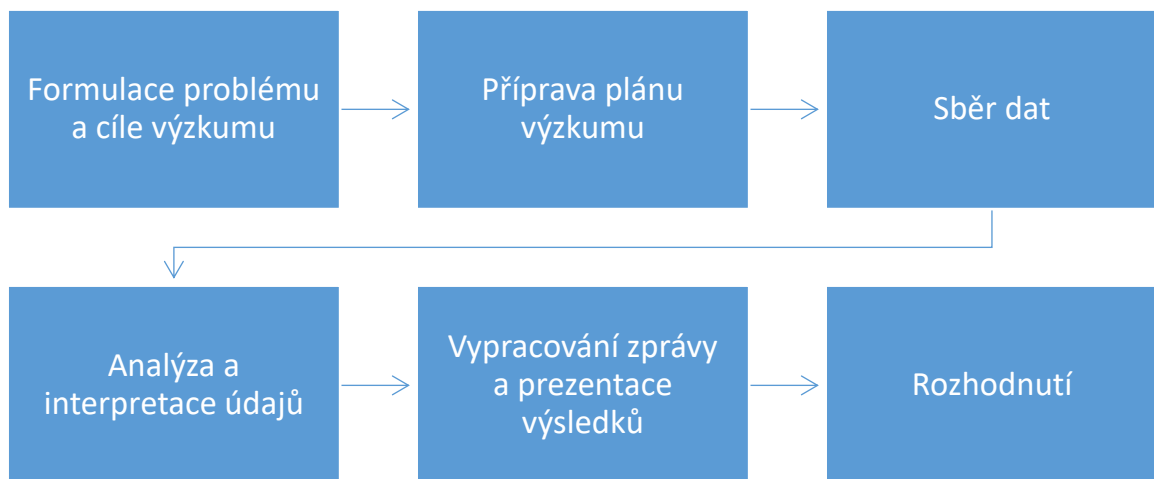 Formulace problému
a cíle výzkumu
Příprava plánu
výzkumu
Sběr dat
Analýza a
interpretace údajů
Vypracování zprávy
a prezentace
výsledků
Rozhodnutí